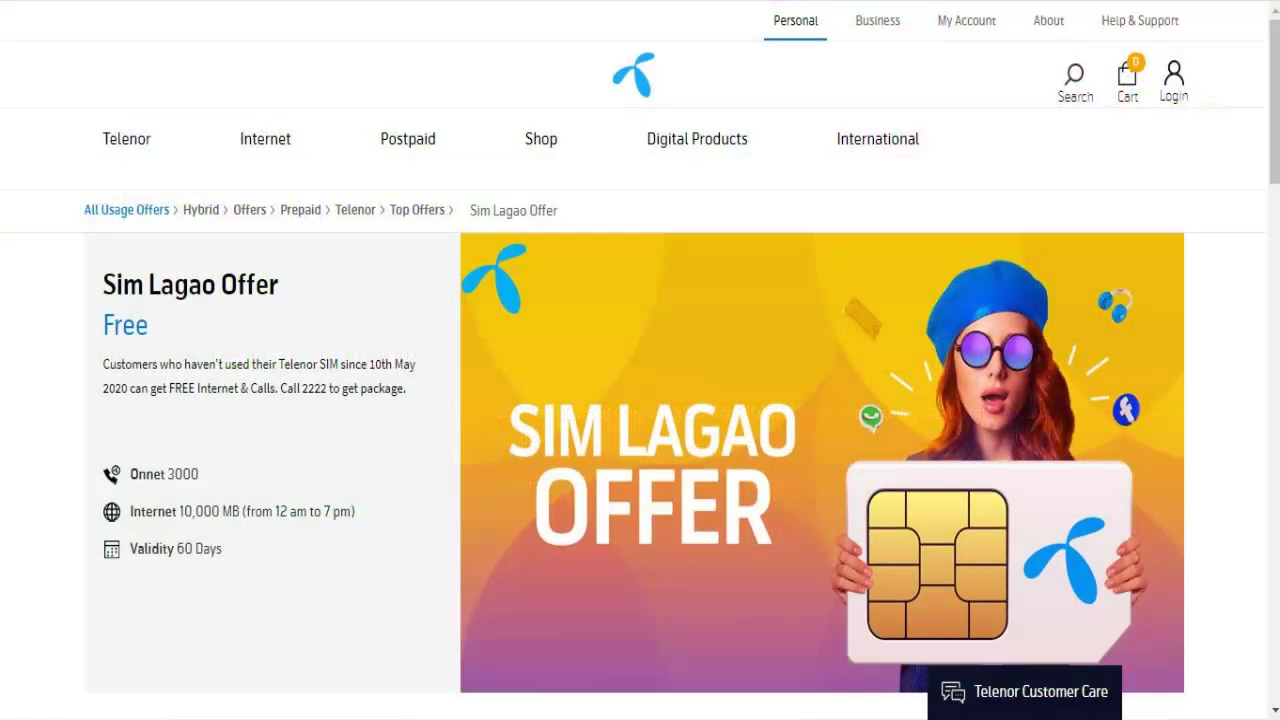 Personal Business My Account About Help & Support
0
Search Cart Login
Telenor Internet Postpaid Shop Digital Products International
All Usage Offers > Hybrid > Offers > Prepaid > Telenor > Top Offers > Sim Lagao Offer
Sim Lagao Offer
Free
Customers who haven't used their Telenor SIM since 10th May
2020 can get FREE Internet & Calls. Call 2222 to get package.
Onnet 3000
Internet 10,000 MB (from 12 am to 7 pm)
Validity 60 Days
SIM LAGAO
OFFER
Telenor Customer Care